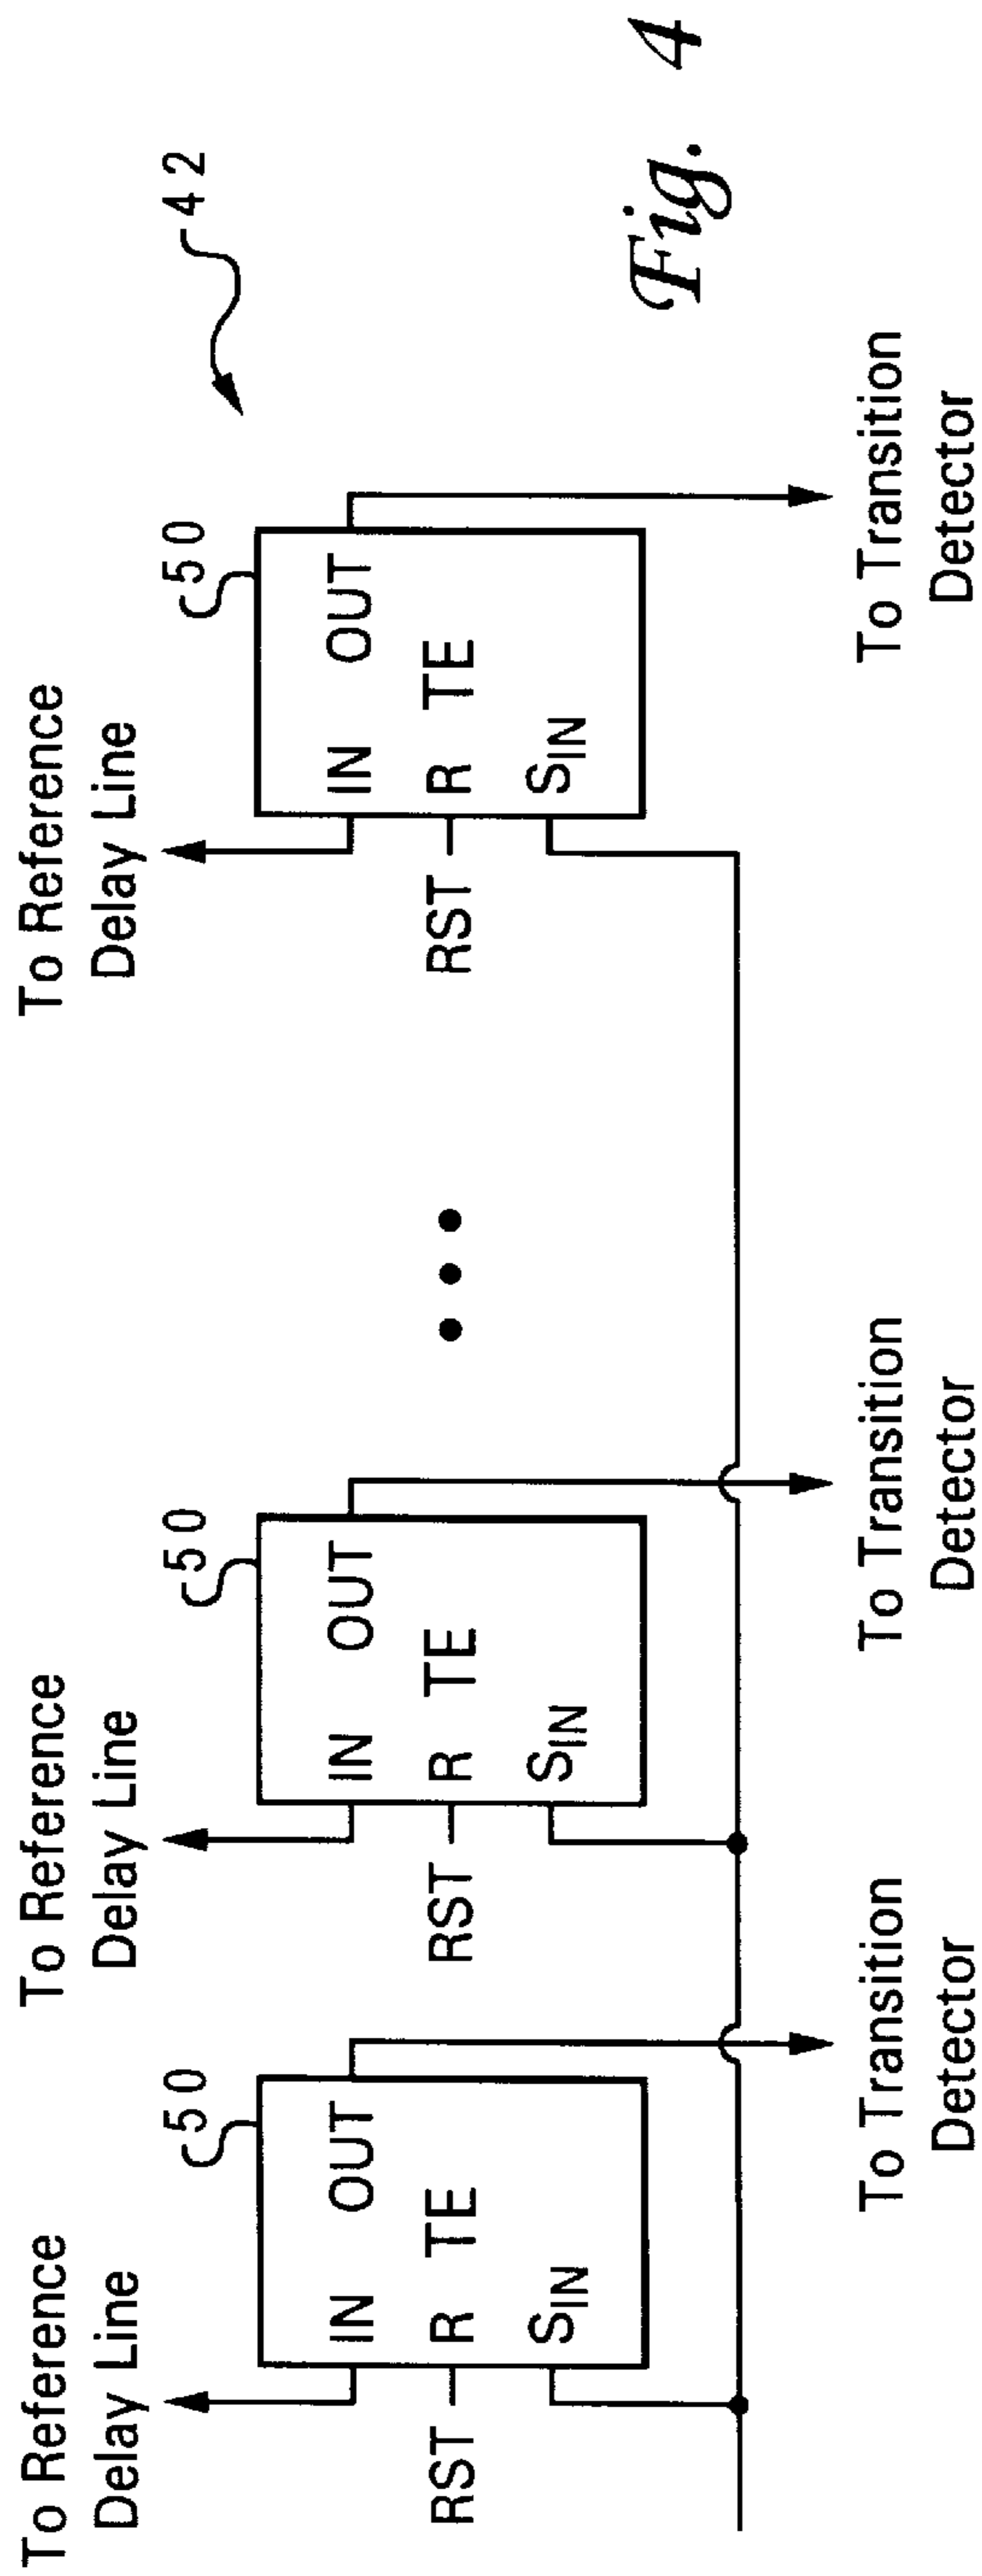 To Reference
Delay Line
To Reference
Delay Line
To Reference
Delay Line
42
50
50
50
IN OUT
IN OUT
IN OUT
RST R TE
RST R TE
RST R TE
SIN
SIN
SIN
To Transition
Detector
To Transition
Detector
To Transition
Detector
Fig. 4